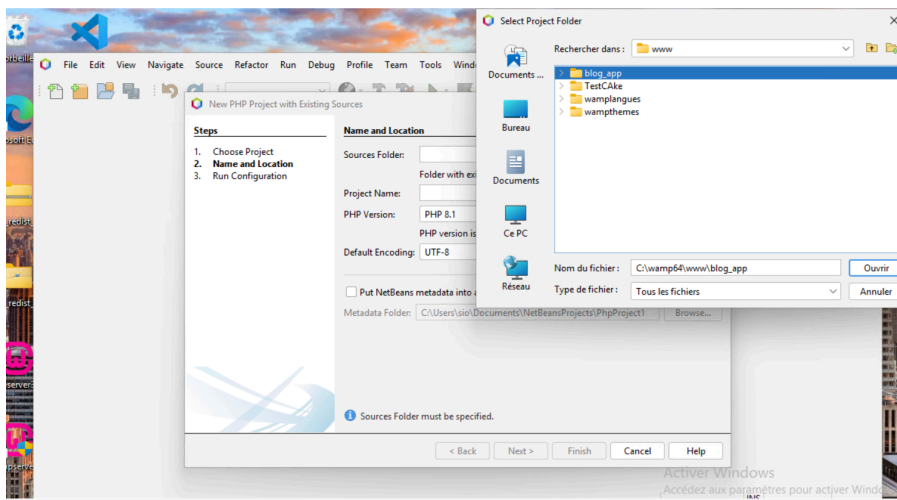 Select Project Folder
Rechercher dans : www
File Edit View Navigate Source Refactor Run Debug Profile Team Tools
Documents ...
blog_app
TestCAke
wamplangues
wampthemes
New PHP Project with Existing Sources
Bureau
Steps
Name and Location
1. Choose Project
2. Name and Location
3. Run Configuration
Sources Folder:
Project Name:
PHP Version: PHP 8.1
PHP version is
Default Encoding: UTF-8
Documents
Ce PC
Réseau
Nom du fichier : C:\wamp64\www\blog_app Ouvrir
Type de fichier : Tous les fichiers Annuler
Put NetBeans metadata into
Metadata Folder: C:\Users\sio\Documents\NetBeansProjects\PhpProject1 Browse...
Sources Folder must be specified.
< Back Next > Finish Cancel Help
Activer Windows
Accédez aux paramètres pour activer
INS